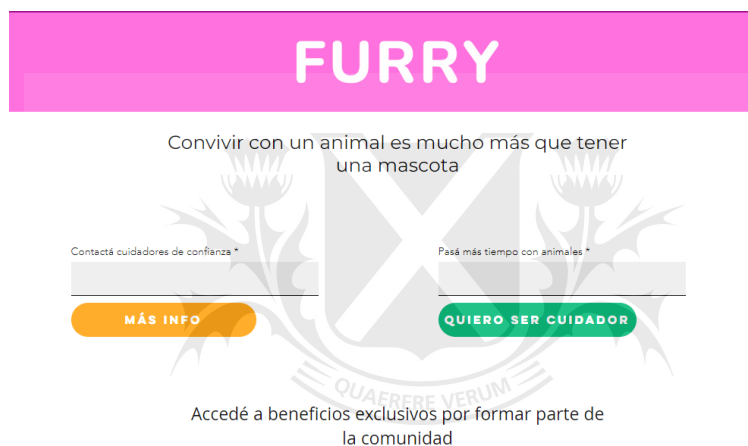 FURRY
Convivir con un animal es mucho más que tener
una mascota
Contactá cuidadores de confianza *
Pasá más tiempo con animales *
MÁS INFO
QUIERO SER CUIDADOR
QUAERERE VERUM
Accedé a beneficios exclusivos por formar parte de
la comunidad